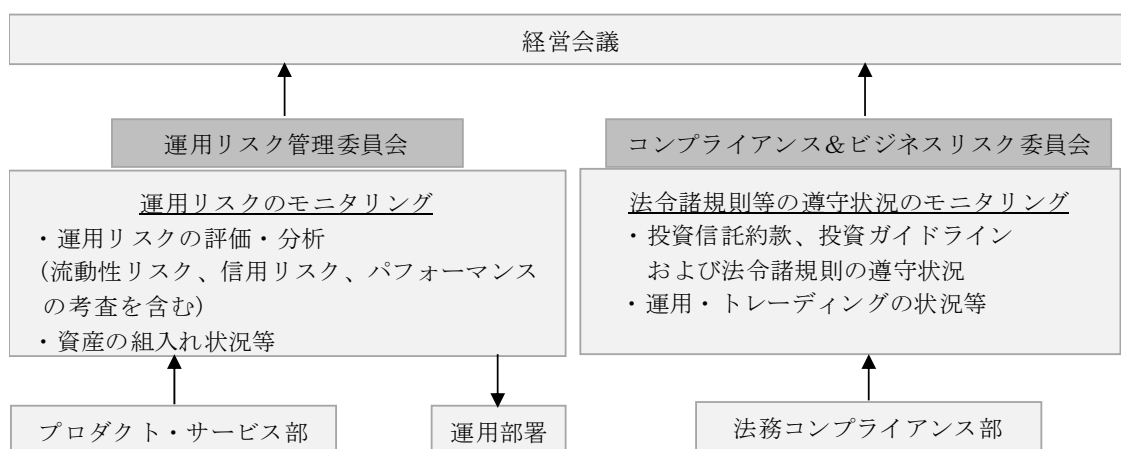 経営会議
運用リスク管理委員会
運用リスクのモニタリング
・運用リスクの評価・分析
(流動性リスク、信用リスク、パフォーマンス
の考査を含む)
・資産の組入れ状況等
プロダクト・サービス部
運用部署
コンプライアンス&ビジネスリスク委員会
法令諸規則等の遵守状況のモニタリング
・投資信託約款、投資ガイドライン
および法令諸規則の遵守状況
・運用・トレーディングの状況等
法務コンプライアンス部